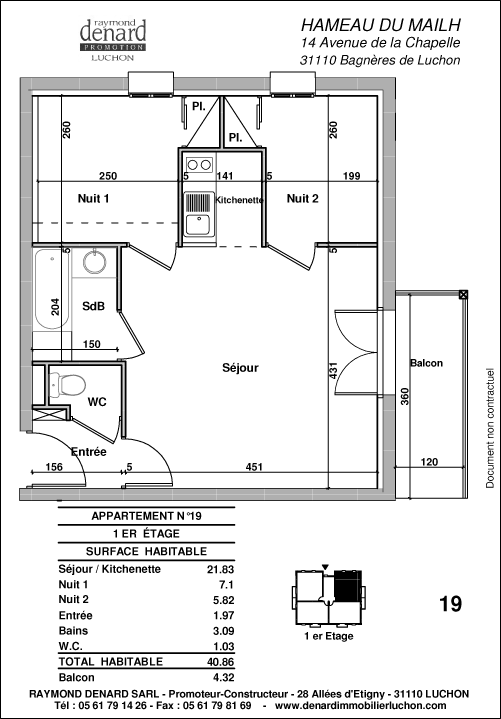 raymond
denard
PROMOTION
LUCHON
HAMEAU DU MAILH
14 Avenue de la Chapelle
31110 Bagnères de Luchon
Pl.
Pl.
260
260
250
5
141
5
199
Nuit 1
Kitchenette
Nuit 2
5
5
204
SdB
150
Séjour
431
Balcon
360
WC
Entrée
156
5
451
120
Document non contractuel
APPARTEMENT N°19
1 ER ÉTAGE
SURFACE HABITABLE
Séjour / Kitchenette 21.83
Nuit 1 7.1
Nuit 2 5.82
Entrée 1.97
Bains 3.09
W.C. 1.03
TOTAL HABITABLE 40.86
Balcon 4.32
1 er Etage
19
RAYMOND DENARD SARL - Promoteur-Constructeur - 28 Allées d'Etigny - 31110 LUCHON
Tél : 05 61 79 14 26 - Fax : 05 61 79 81 69 - www.denardimmobilierluchon.com